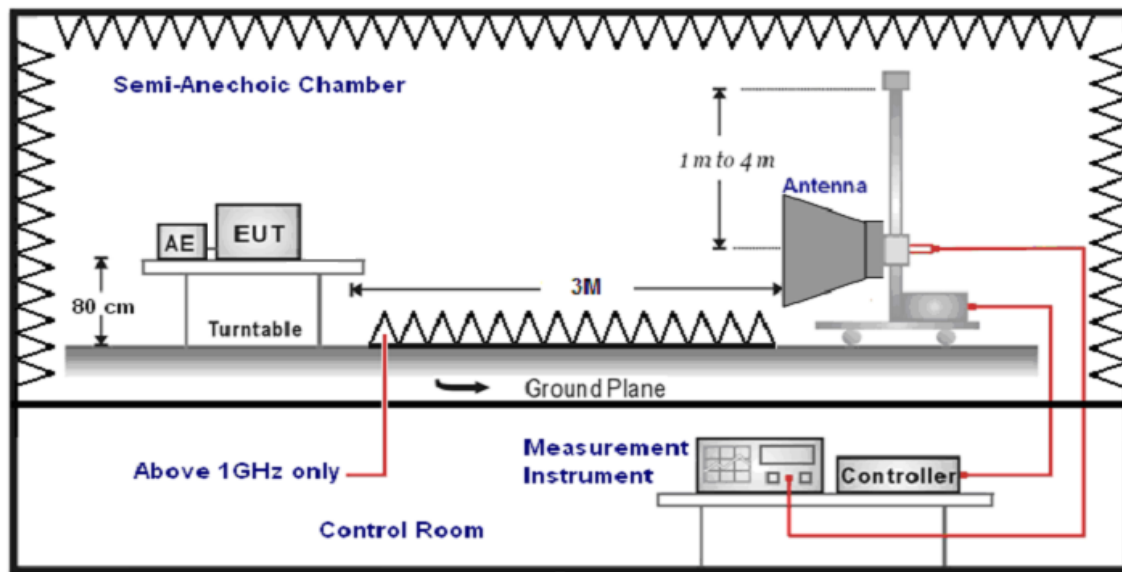 Semi-Anechoic Chamber
1 m to 4 m
Antenna
AE
EUT
3M
80 cm
Turntable
Ground Plane
Above 1GHz only
Measurement
Instrument
Controller
Control Room